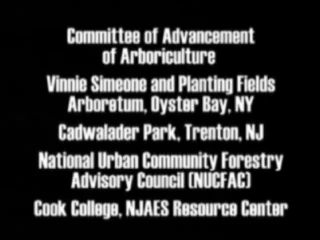 Committee of Advancement
of Arboriculture
Vinnie Simeone and Planting Fields
Arboretum, Oyster Bay, NY
Cadwalader Park, Trenton, NJ
National Urban Community Forestry
Advisory Council (NUCFAC)
Cook College, NJAES Resource Center